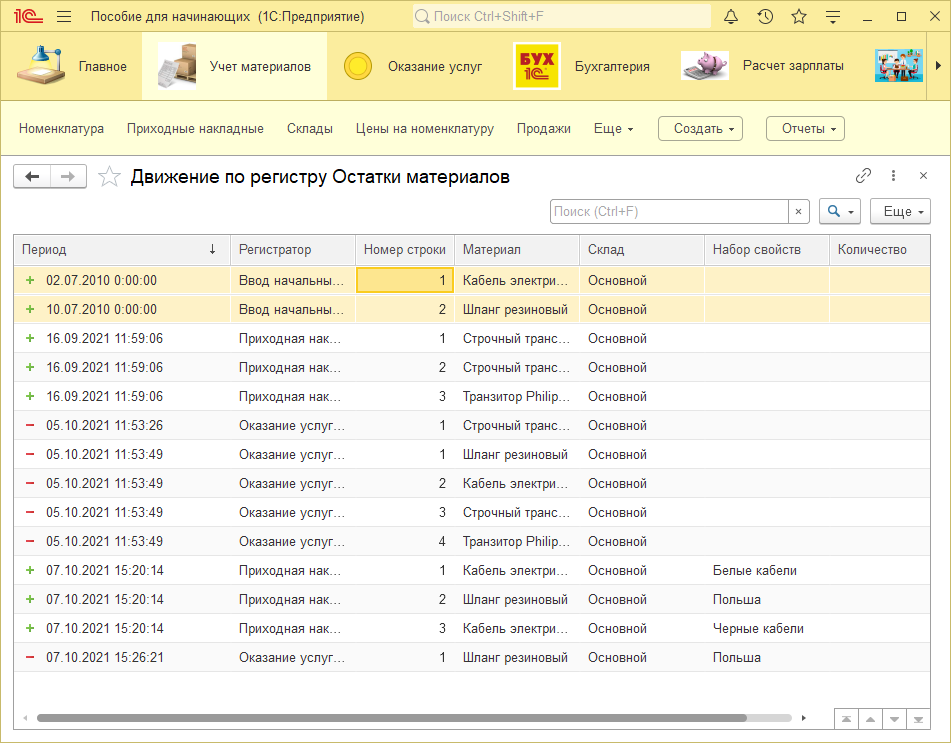 1С Пособие для начинающих (1С:Предприятие) Поиск Ctrl+Shift+F
Главное Учет материалов Оказание услуг БУХ 1С Бухгалтерия Расчет зарплаты
Номенклатура Приходные накладные Склады Цены на номенклатуру Продажи Еще Создать Отчеты
Движение по регистру Остатки материалов
Поиск (Ctrl+F) × Еще
Период ↓ Регистратор Номер строки Материал Склад Набор свойств Количество
+ 02.07.2010 0:00:00 Ввод начальны... 1 Кабель электри... Основной
+ 10.07.2010 0:00:00 Ввод начальны... 2 Шланг резиновый Основной
+ 16.09.2021 11:59:06 Приходная нак... 1 Строчный транс... Основной
+ 16.09.2021 11:59:06 Приходная нак... 2 Строчный транс... Основной
+ 16.09.2021 11:59:06 Приходная нак... 3 Транзитор Philip... Основной
− 05.10.2021 11:53:26 Оказание услуг... 1 Строчный транс... Основной
− 05.10.2021 11:53:49 Оказание услуг... 1 Шланг резиновый Основной
− 05.10.2021 11:53:49 Оказание услуг... 2 Кабель электри... Основной
− 05.10.2021 11:53:49 Оказание услуг... 3 Строчный транс... Основной
− 05.10.2021 11:53:49 Оказание услуг... 4 Транзитор Philip... Основной
+ 07.10.2021 15:20:14 Приходная нак... 1 Кабель электри... Основной Белые кабели
+ 07.10.2021 15:20:14 Приходная нак... 2 Шланг резиновый Основной Польша
+ 07.10.2021 15:20:14 Приходная нак... 3 Кабель электри... Основной Черные кабели
− 07.10.2021 15:26:21 Оказание услуг... 1 Шланг резиновый Основной Польша